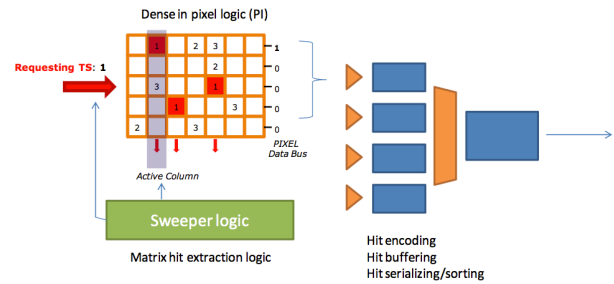 Dense in pixel logic (PI)
Requesting TS: 1
1 2 3 1
2 0
3 1 0
1 3 0
2 3 0
PIXEL
Data Bus
Active Column
Sweeper logic
Matrix hit extraction logic
Hit encoding
Hit buffering
Hit serializing/sorting